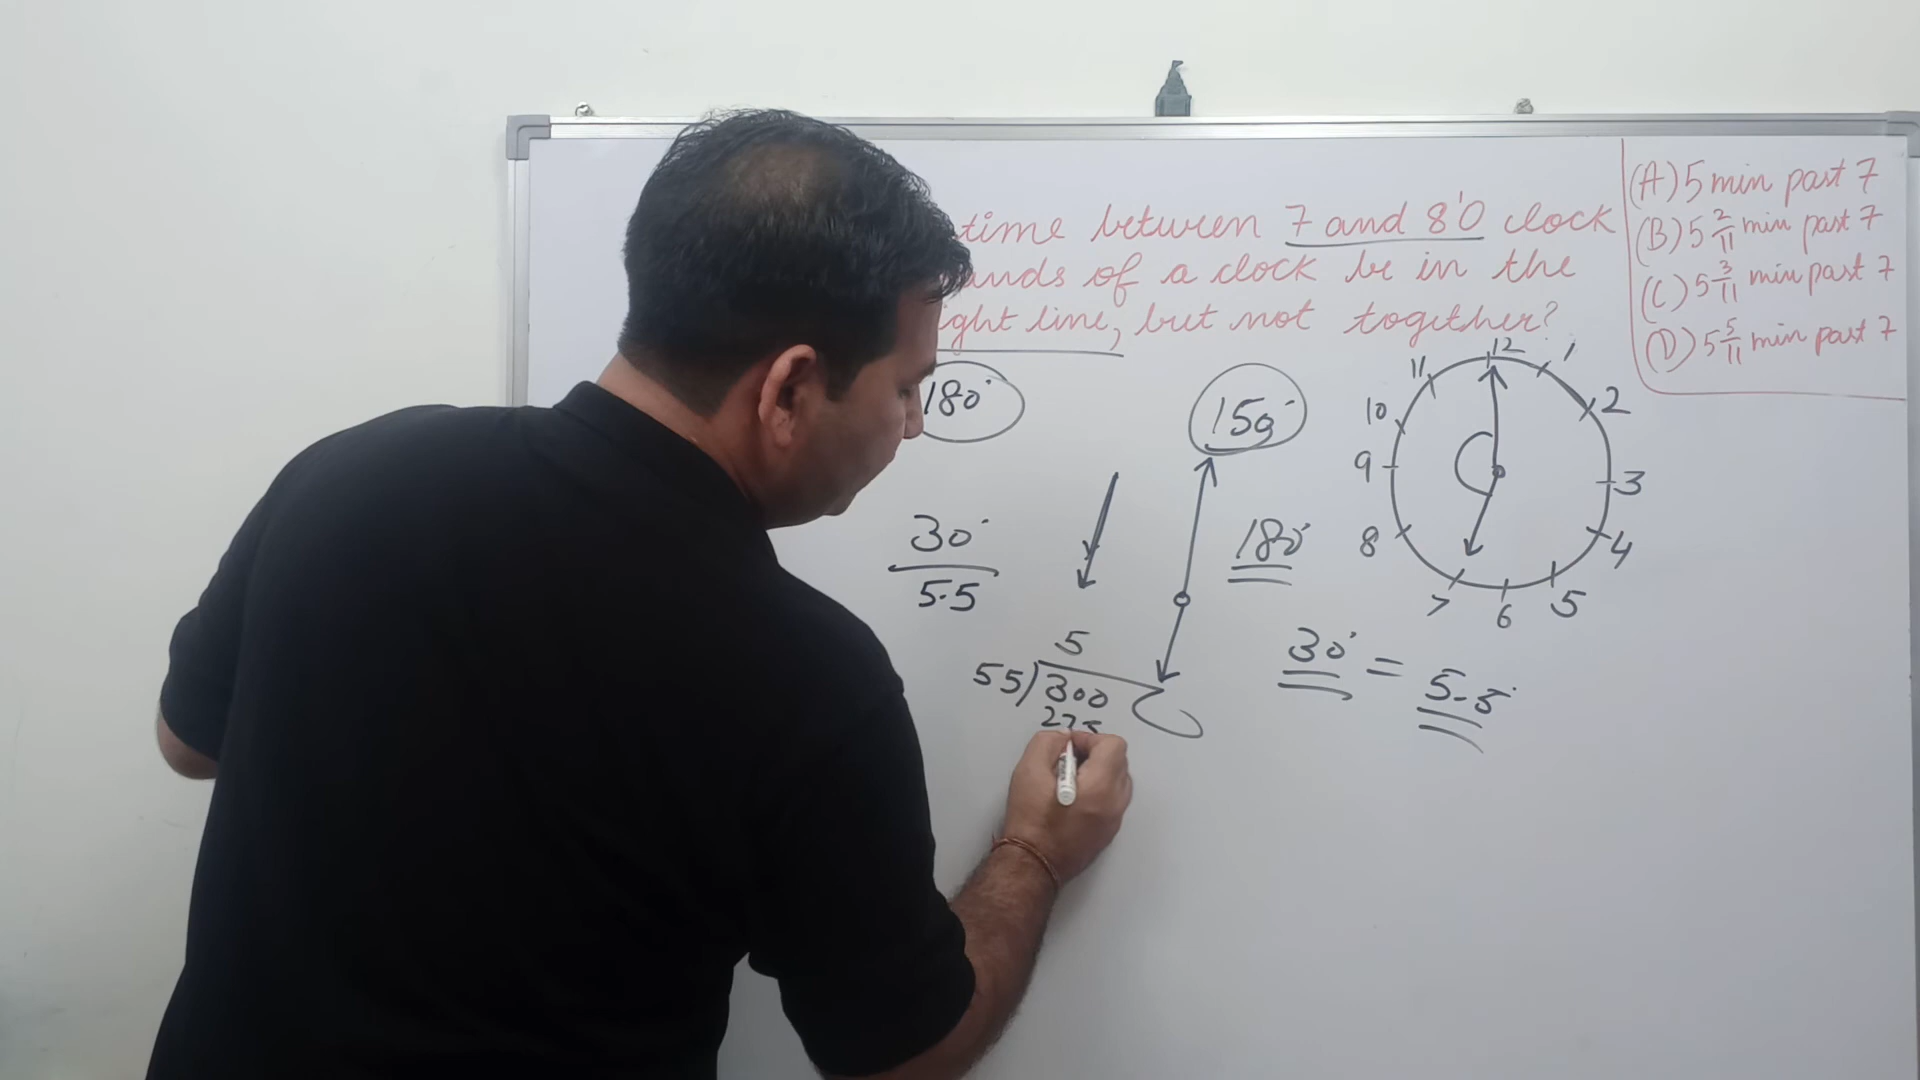 time between 7 and 8'0 clock
ands of a clock be in the
ight line, but not together?
(A) 5 min past 7
(B) 5 2/11 min past 7
(C) 5 3/11 min past 7
(D) 5 5/11 min past 7
180°
150°
30°
5.5
180°
12
1
2
3
4
5
6
7
8
9
10
11
5
55)300
275
30° = 5.5°